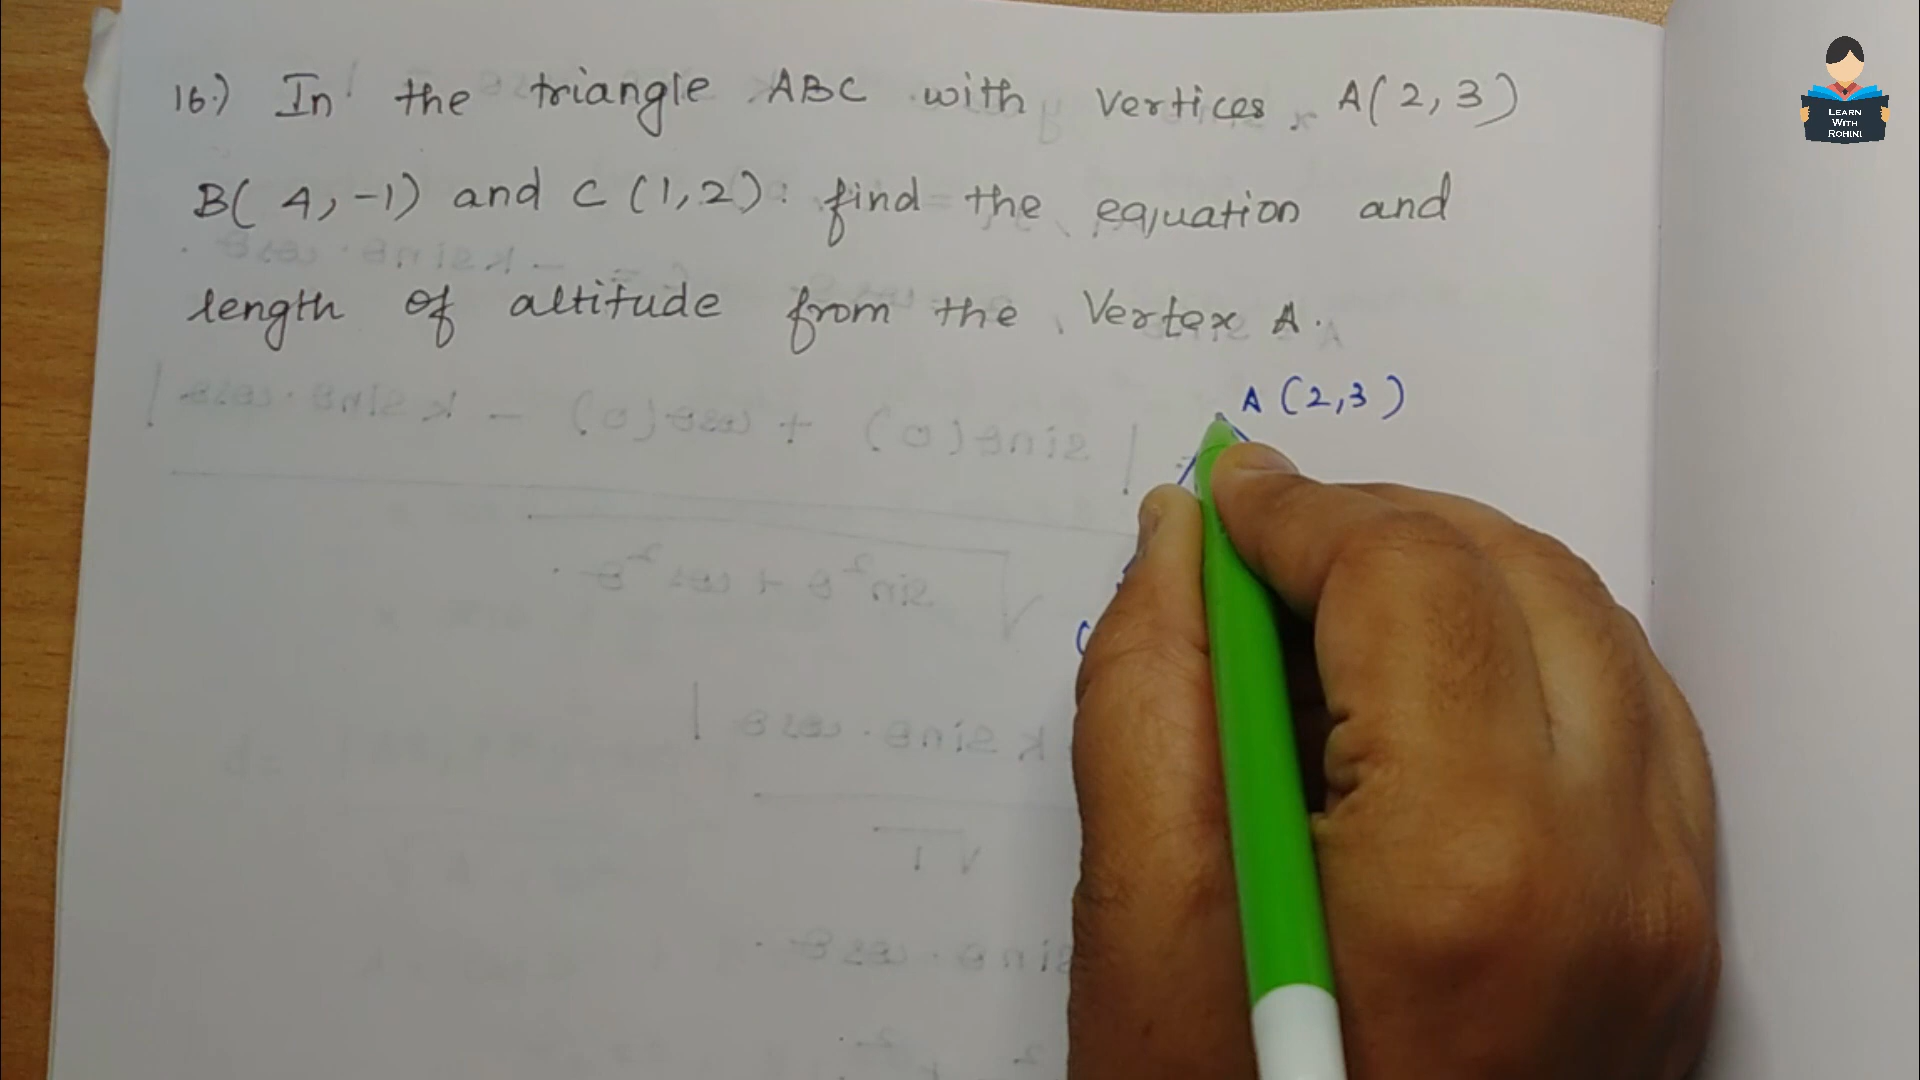 16.) In the triangle ABC with vertices A(2,3)
B(4,-1) and C(1,2). find the equation and
length of altitude from the Vertex A.
A(2,3)
LEARN
WITH
ROHINI